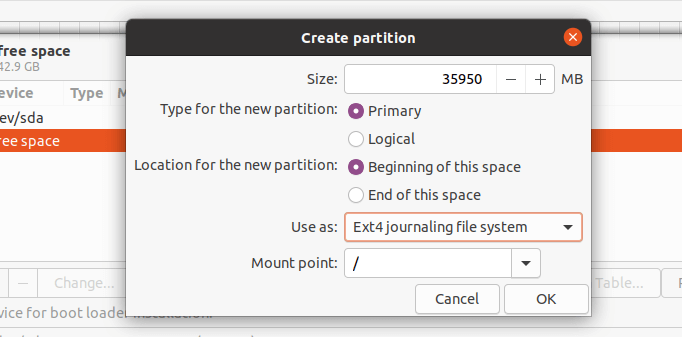 Create partition
free space
42.9 GB
Size: 35950 MB
evice Type M
Type for the new partition: Primary
ev/sda
Logical
ree space
Location for the new partition: Beginning of this space
End of this space
Use as: Ext4 journaling file system
Mount point: /
Change... Table...
Cancel OK
vice for boot loader installation: